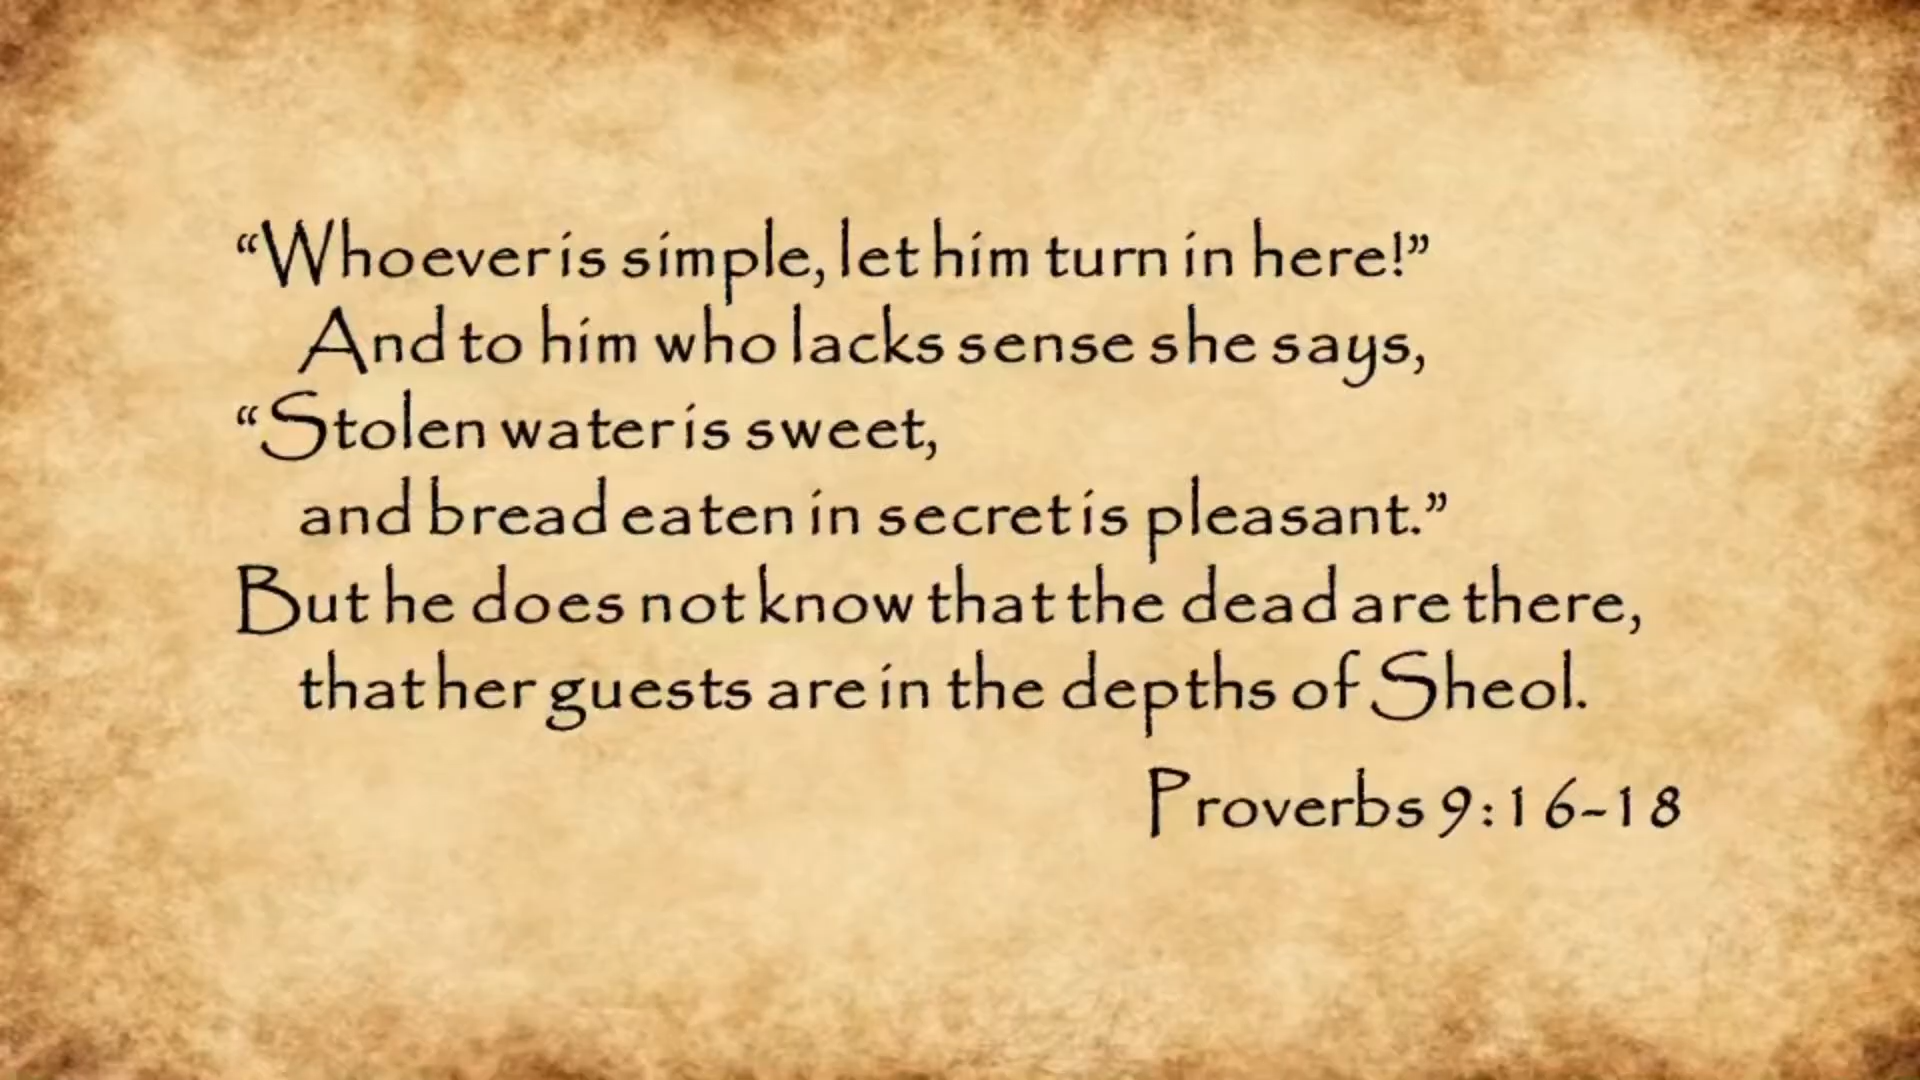 “Whoever is simple, let him turn in here!”
And to him who lacks sense she says,
“Stolen water is sweet,
and bread eaten in secret is pleasant.”
But he does not know that the dead are there,
that her guests are in the depths of Sheol.
Proverbs 9:16-18